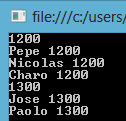 file:///c:/users/
1200
Pepe 1200
Nicolas 1200
Charo 1200
1300
Jose 1300
Paolo 1300